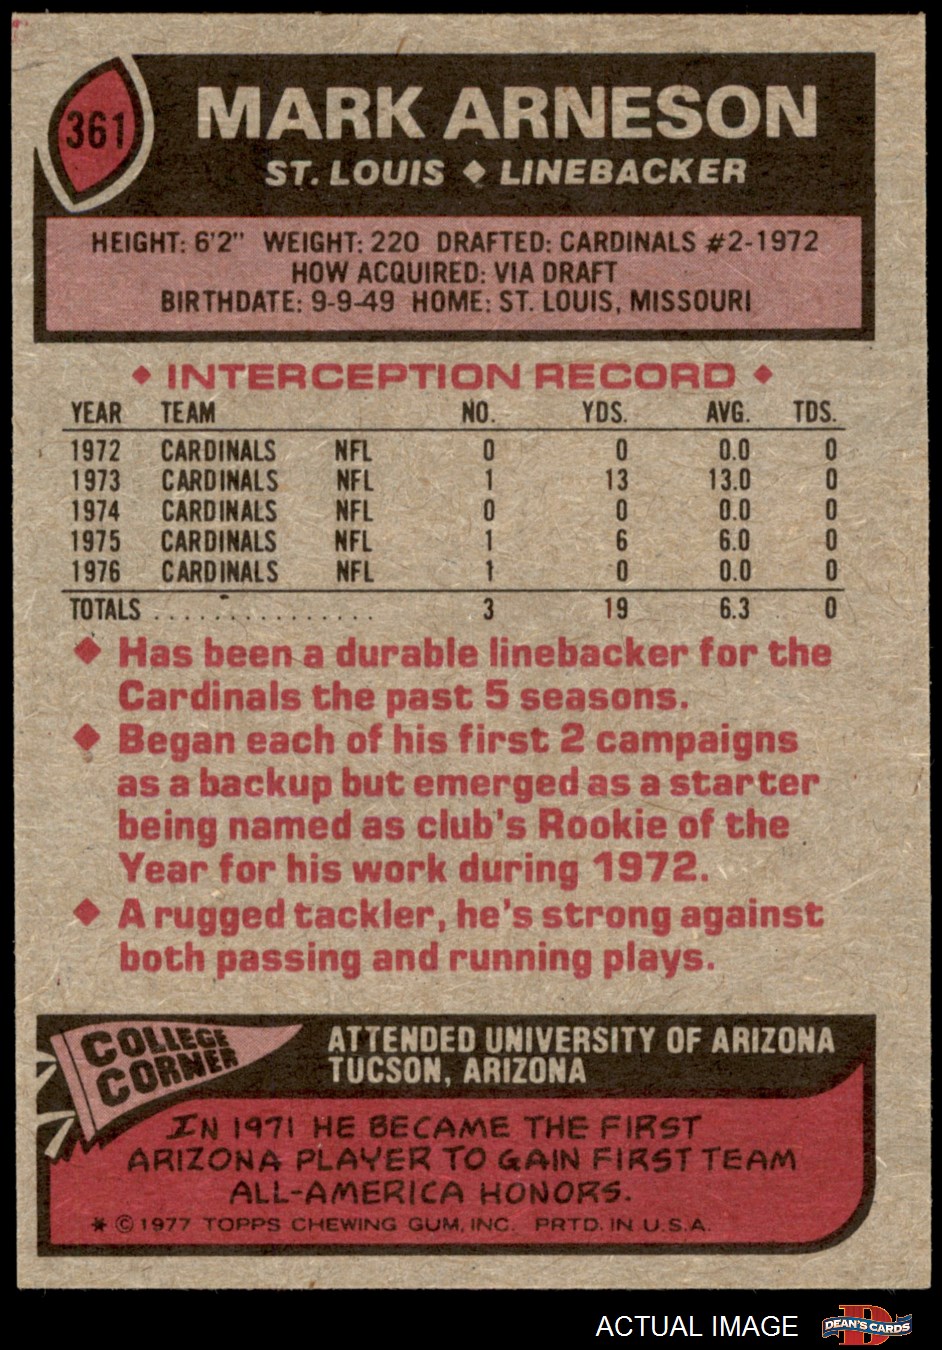 361
MARK ARNESON
ST. LOUIS ◆ LINEBACKER
HEIGHT: 6'2" WEIGHT: 220 DRAFTED: CARDINALS #2-1972
HOW ACQUIRED: VIA DRAFT
BIRTHDATE: 9-9-49 HOME: ST. LOUIS, MISSOURI
◆ INTERCEPTION RECORD ◆
YEAR TEAM NO. YDS. AVG. TDS.
1972 CARDINALS NFL 0 0 0.0 0
1973 CARDINALS NFL 1 13 13.0 0
1974 CARDINALS NFL 0 0 0.0 0
1975 CARDINALS NFL 1 6 6.0 0
1976 CARDINALS NFL 1 0 0.0 0
TOTALS . . . . . . . . . . . . . . . 3 19 6.3 0
◆ Has been a durable linebacker for the
Cardinals the past 5 seasons.
◆ Began each of his first 2 campaigns
as a backup but emerged as a starter
being named as club's Rookie of the
Year for his work during 1972.
◆ A rugged tackler, he's strong against
both passing and running plays.
COLLEGE
CORNER
ATTENDED UNIVERSITY OF ARIZONA
TUCSON, ARIZONA
IN 1971 HE BECAME THE FIRST
ARIZONA PLAYER TO GAIN FIRST TEAM
ALL-AMERICA HONORS.
* © 1977 TOPPS CHEWING GUM, INC. PRTD. IN U.S.A.
ACTUAL IMAGE
D
DEAN'S CARDS